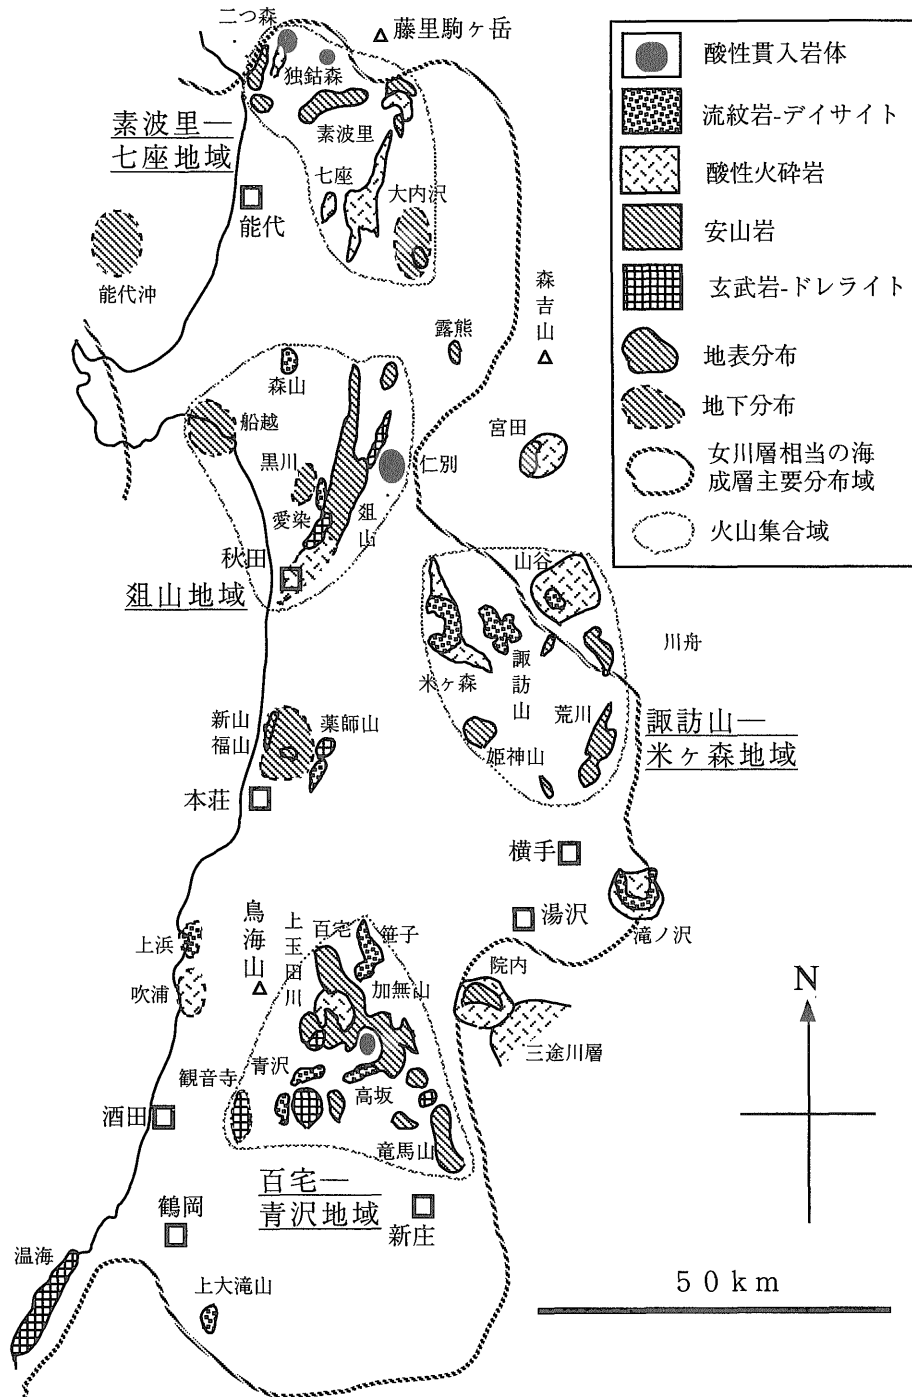 二つ森
藤里駒ヶ岳
独鈷森
素波里―
七座地域
素波里
七座
大内沢
能代
能代沖
森吉山
露熊
森山
船越
宮田
黒川
仁別
愛染
俎山
秋田
俎山地域
山谷
川舟
諏訪山
米ヶ森
荒川
諏訪山―
米ヶ森地域
姫神山
新山
福山
薬師山
本荘
横手
湯沢
滝ノ沢
鳥海山
上玉田川
百宅
笹子
上浜
加無山
院内
吹浦
三途川層
青沢
観音寺
高坂
酒田
竜馬山
百宅―
青沢地域
鶴岡
新庄
温海
上大滝山
酸性貫入岩体
流紋岩-デイサイト
酸性火砕岩
安山岩
玄武岩-ドレライト
地表分布
地下分布
女川層相当の海
成層主要分布域
火山集合域
N
50km